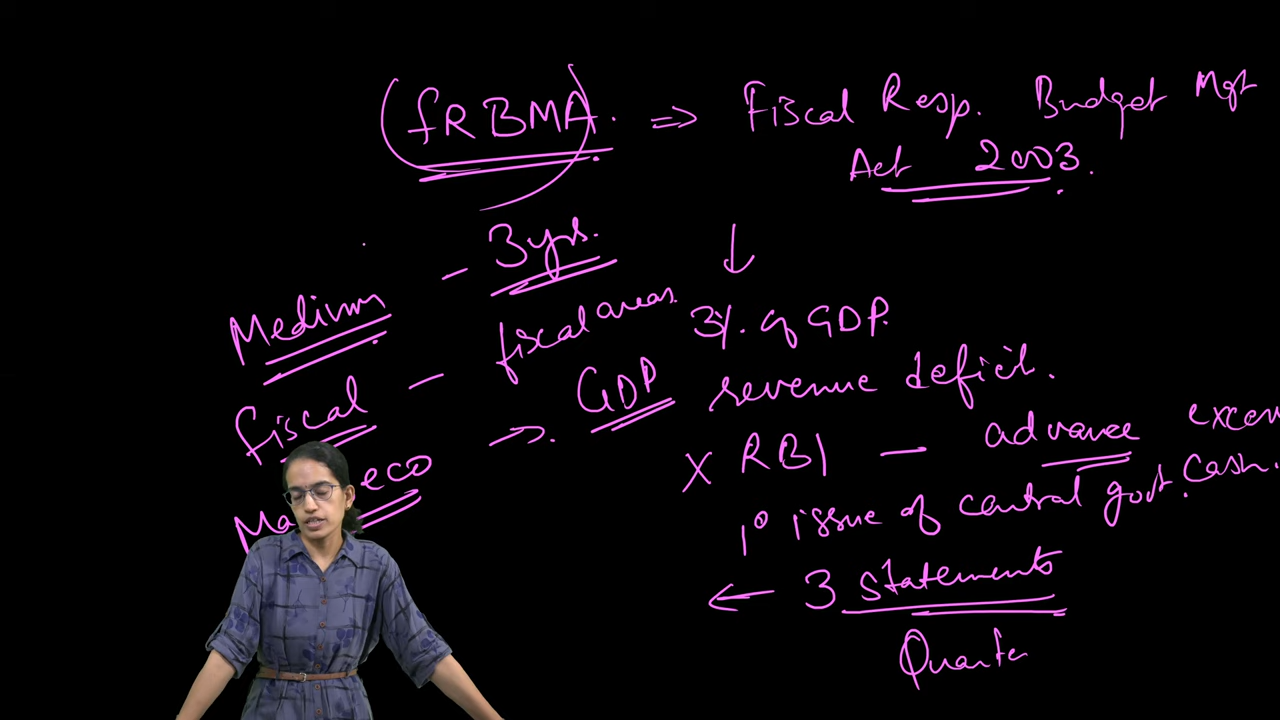 (fRBMA). ⇒ Fiscal Resp. Budget Mgt
Act 2003.
Medium - 3yrs.
fiscal - fiscal areas.
eco → GDP
↓
3% of GDP.
revenue deficit.
X RBI - advance
1° issue of central govt. Cash.
← 3 statements
Quarte